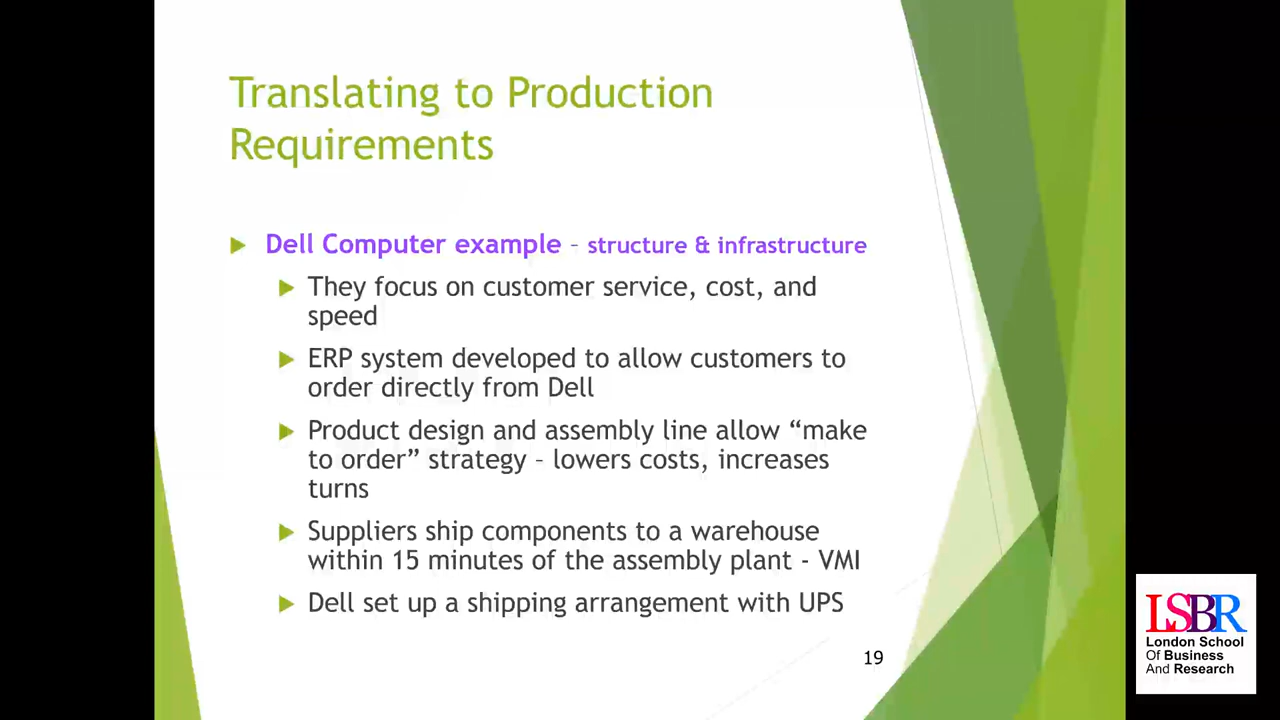 Translating to Production
Requirements
Dell Computer example – structure & infrastructure
They focus on customer service, cost, and
speed
ERP system developed to allow customers to
order directly from Dell
Product design and assembly line allow “make
to order” strategy – lowers costs, increases
turns
Suppliers ship components to a warehouse
within 15 minutes of the assembly plant - VMI
Dell set up a shipping arrangement with UPS
19
LSBR
London School
Of Business
And Research